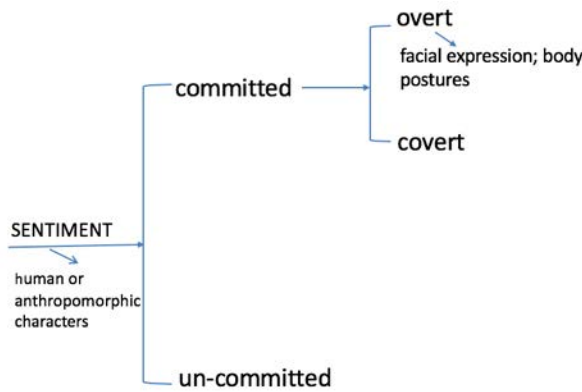 overt
facial expression; body
postures
committed
covert
SENTIMENT
human or
anthropomorphic
characters
un-committed